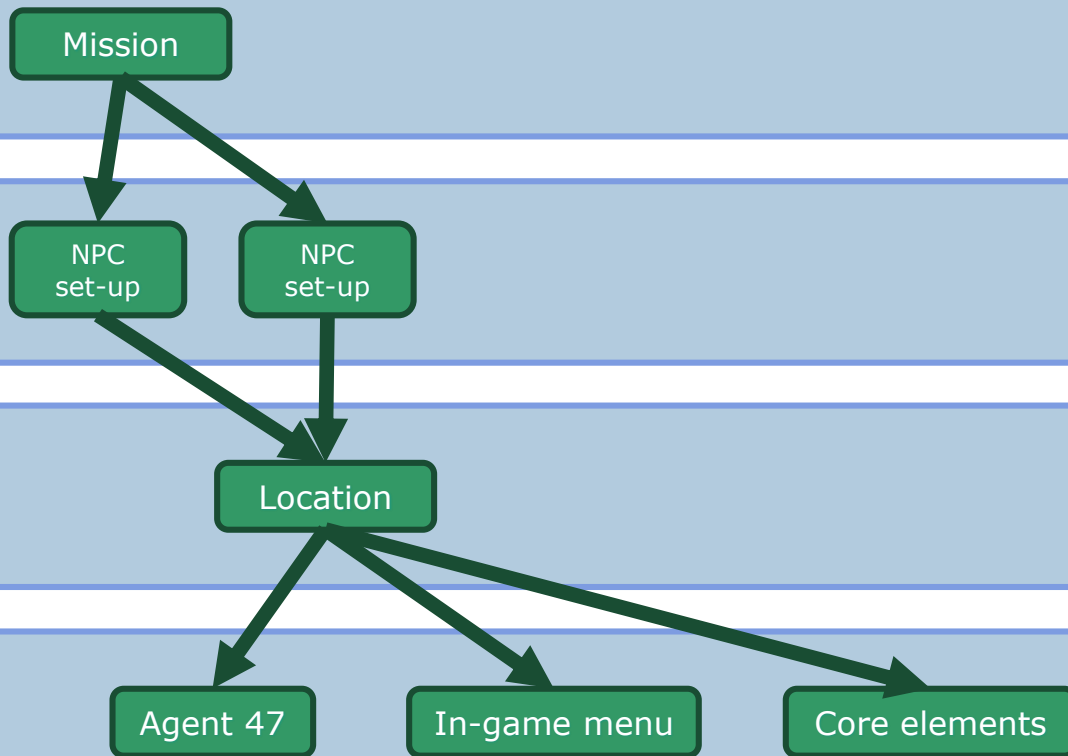 Mission
NPC
set-up
NPC
set-up
Location
Agent 47
In-game menu
Core elements